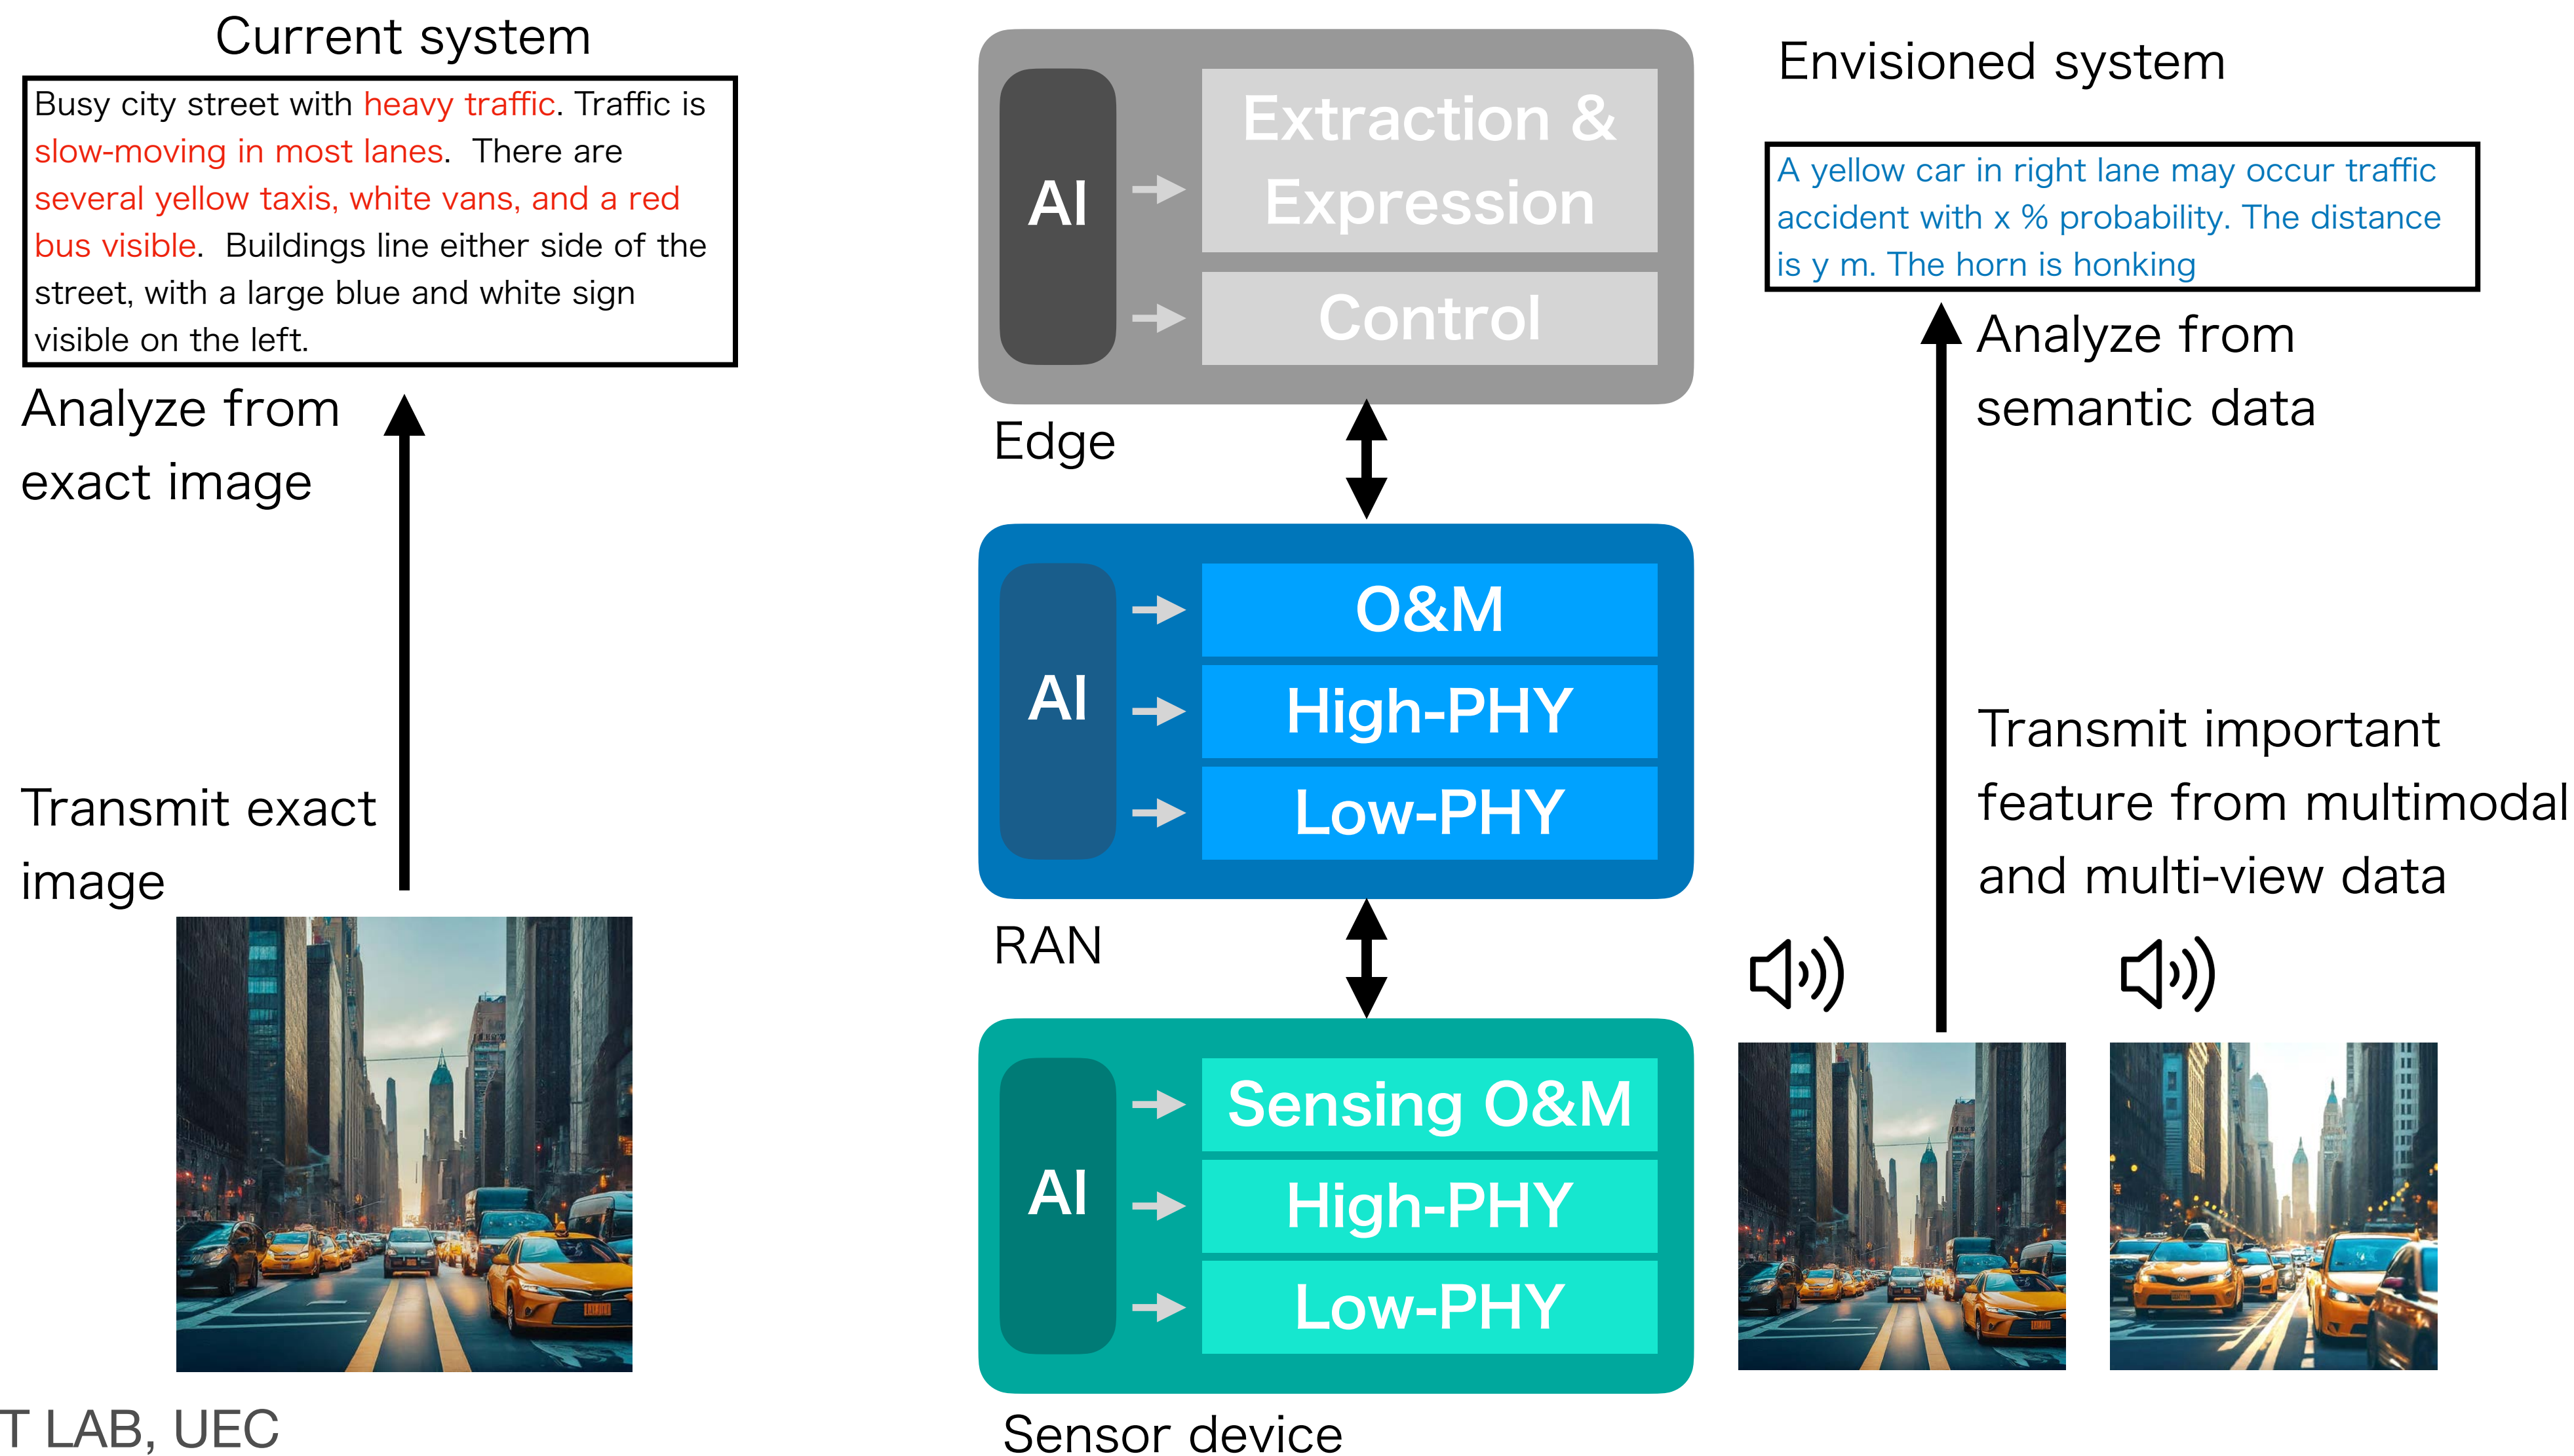 Current system
Busy city street with heavy traffic. Traffic is
slow-moving in most lanes.  There are
several yellow taxis, white vans, and a red
bus visible.  Buildings line either side of the
street, with a large blue and white sign
visible on the left.
Analyze from
exact image
Transmit exact
image
T LAB, UEC
AI
Extraction &
Expression
Control
Edge
AI
O&M
High-PHY
Low-PHY
RAN
AI
Sensing O&M
High-PHY
Low-PHY
Sensor device
Envisioned system
A yellow car in right lane may occur traffic
accident with x % probability. The distance
is y m. The horn is honking
Analyze from
semantic data
Transmit important
feature from multimodal
and multi-view data